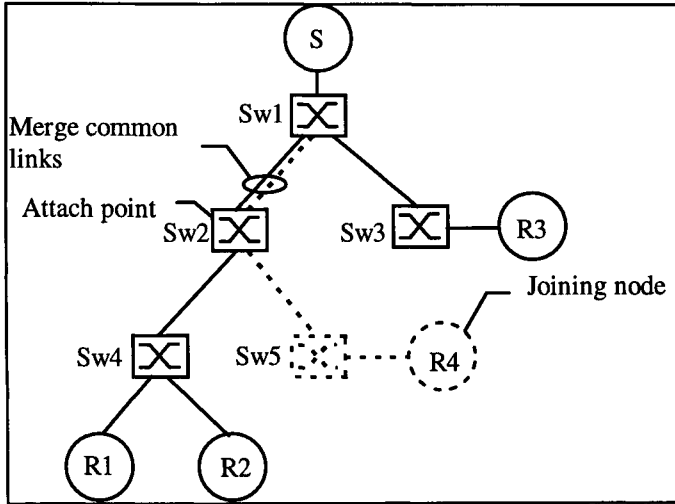 S
Sw1
Merge common
links
Attach point
Sw2
Sw3
R3
Joining node
Sw4
Sw5
R4
R1
R2